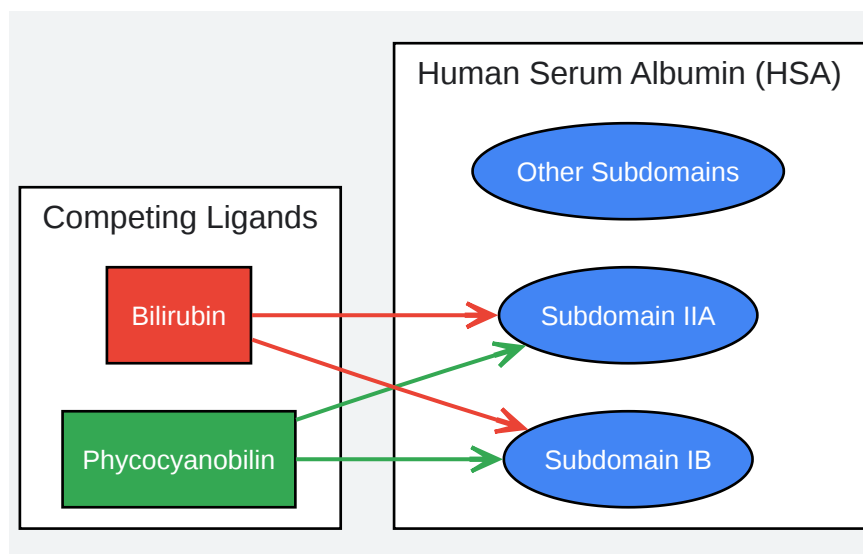 Human Serum Albumin (HSA)
Other Subdomains
Competing Ligands
Bilirubin
Subdomain IIA
Phycocyanobilin
Subdomain IB